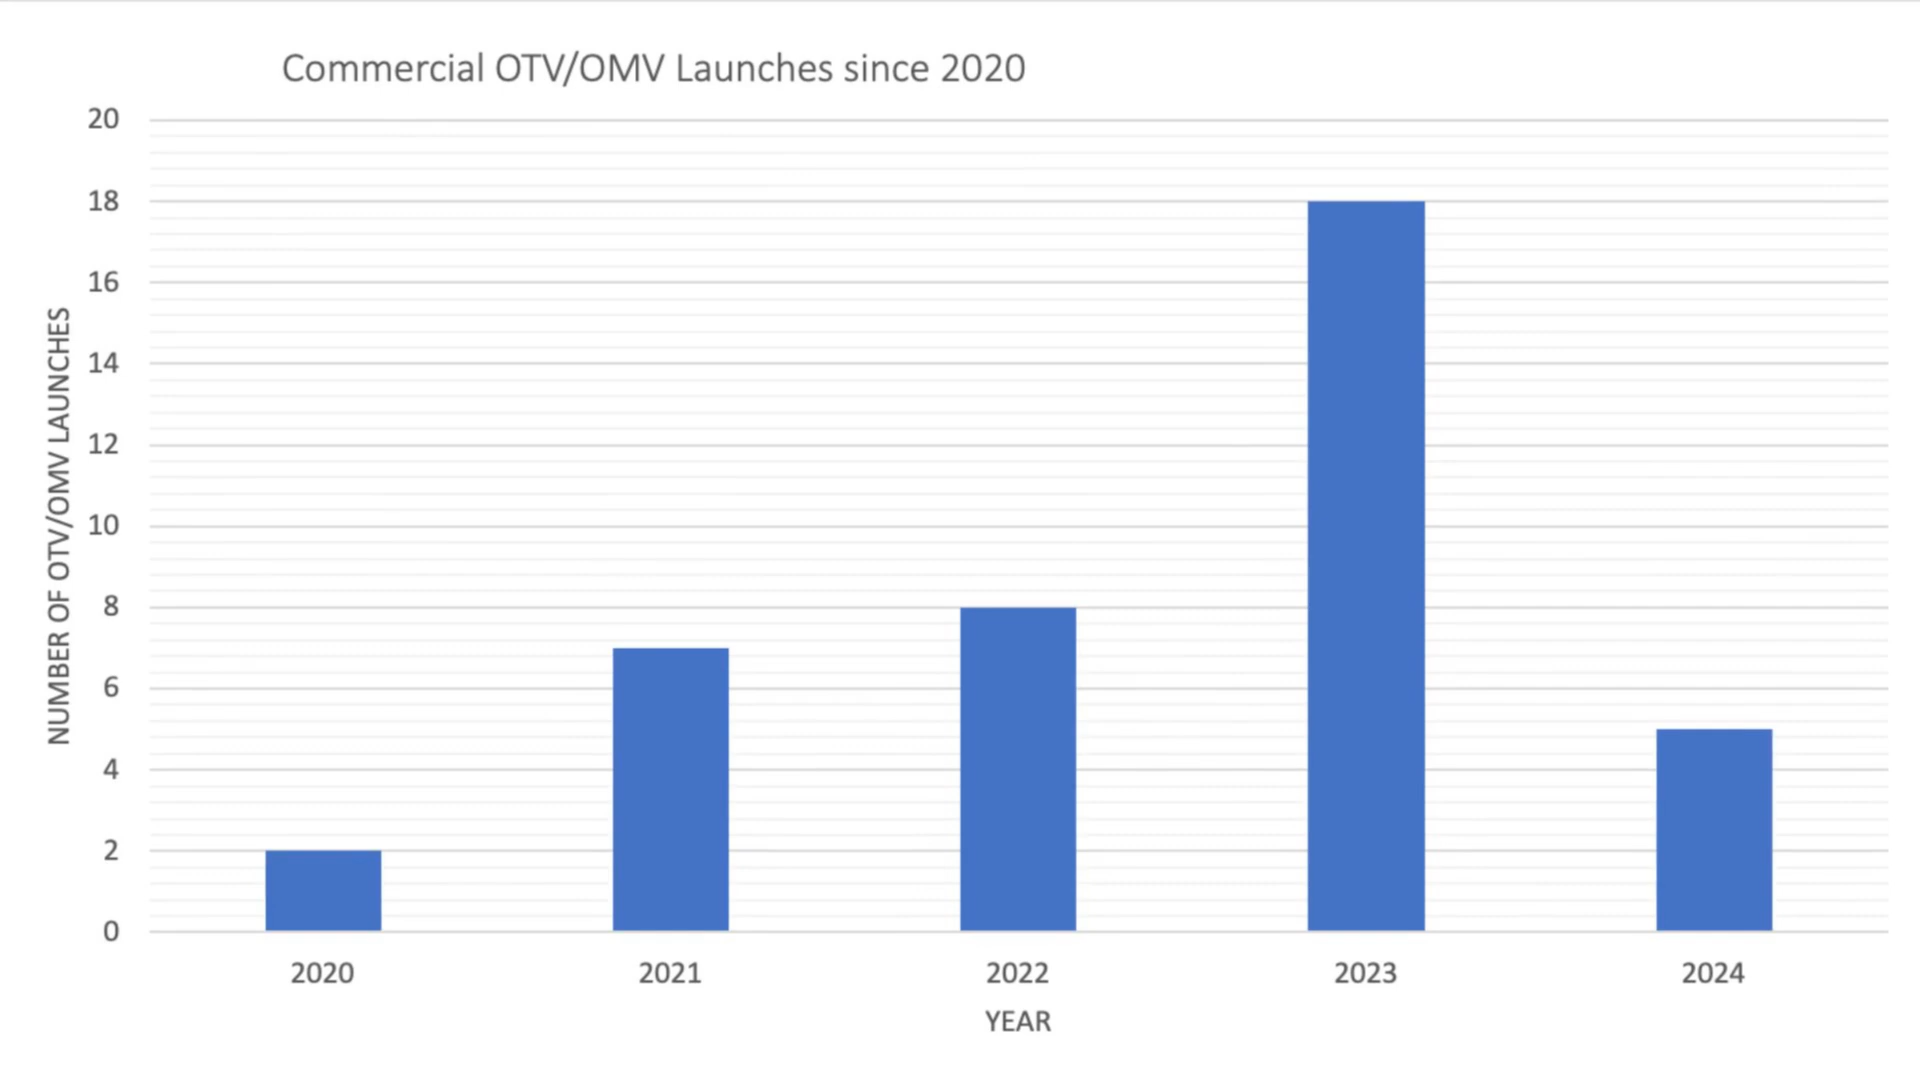 Commercial OTV/OMV Launches since 2020
NUMBER OF OTV/OMV LAUNCHES
20
18
16
14
12
10
8
6
4
2
0
2020 2021 2022 2023 2024
YEAR